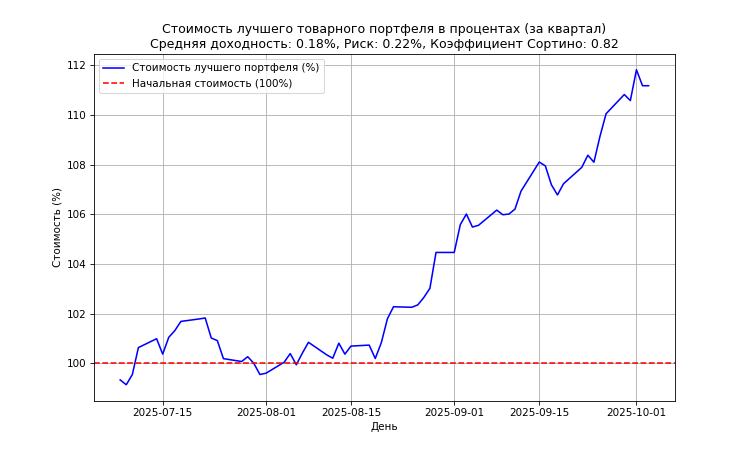 Стоимость лучшего товарного портфеля в процентах (за квартал)
Средняя доходность: 0.18%, Риск: 0.22%, Коэффициент Сортино: 0.82
Стоимость лучшего портфеля (%)
Начальная стоимость (100%)
Стоимость (%)
112
110
108
106
104
102
100
2025-07-15
2025-08-01
2025-08-15
2025-09-01
2025-09-15
2025-10-01
День